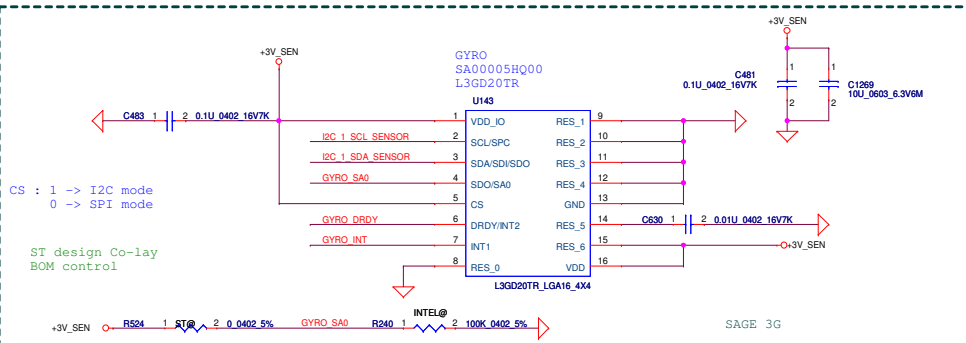 +3V_SEN
+3V_SEN
GYRO
SA00005HQ00
L3GD20TR
C481
0.1U_0402_16V7K
1
2
1
2
C1269
10U_0603_6.3V6M
U143
C483 1 2 0.1U_0402_16V7K
1 VDD_IO RES_1 9
I2C_1_SCL_SENSOR 2 SCL/SPC RES_2 10
I2C_1_SDA_SENSOR 3 SDA/SDI/SDO RES_3 11
GYRO_SA0 4 SDO/SA0 RES_4 12
5 CS GND 13
GYRO_DRDY 6 DRDY/INT2 RES_5 14 C630 1 2 0.01U_0402_16V7K
GYRO_INT 7 INT1 RES_6 15 +3V_SEN
8 RES_0 VDD 16
L3GD20TR_LGA16_4X4
CS : 1 -> I2C mode
0 -> SPI mode
ST design Co-lay
BOM control
+3V_SEN R524 1 ST@ 2 0_0402_5% GYRO_SA0 R240 1 INTEL@ 2 100K_0402_5%
SAGE 3G